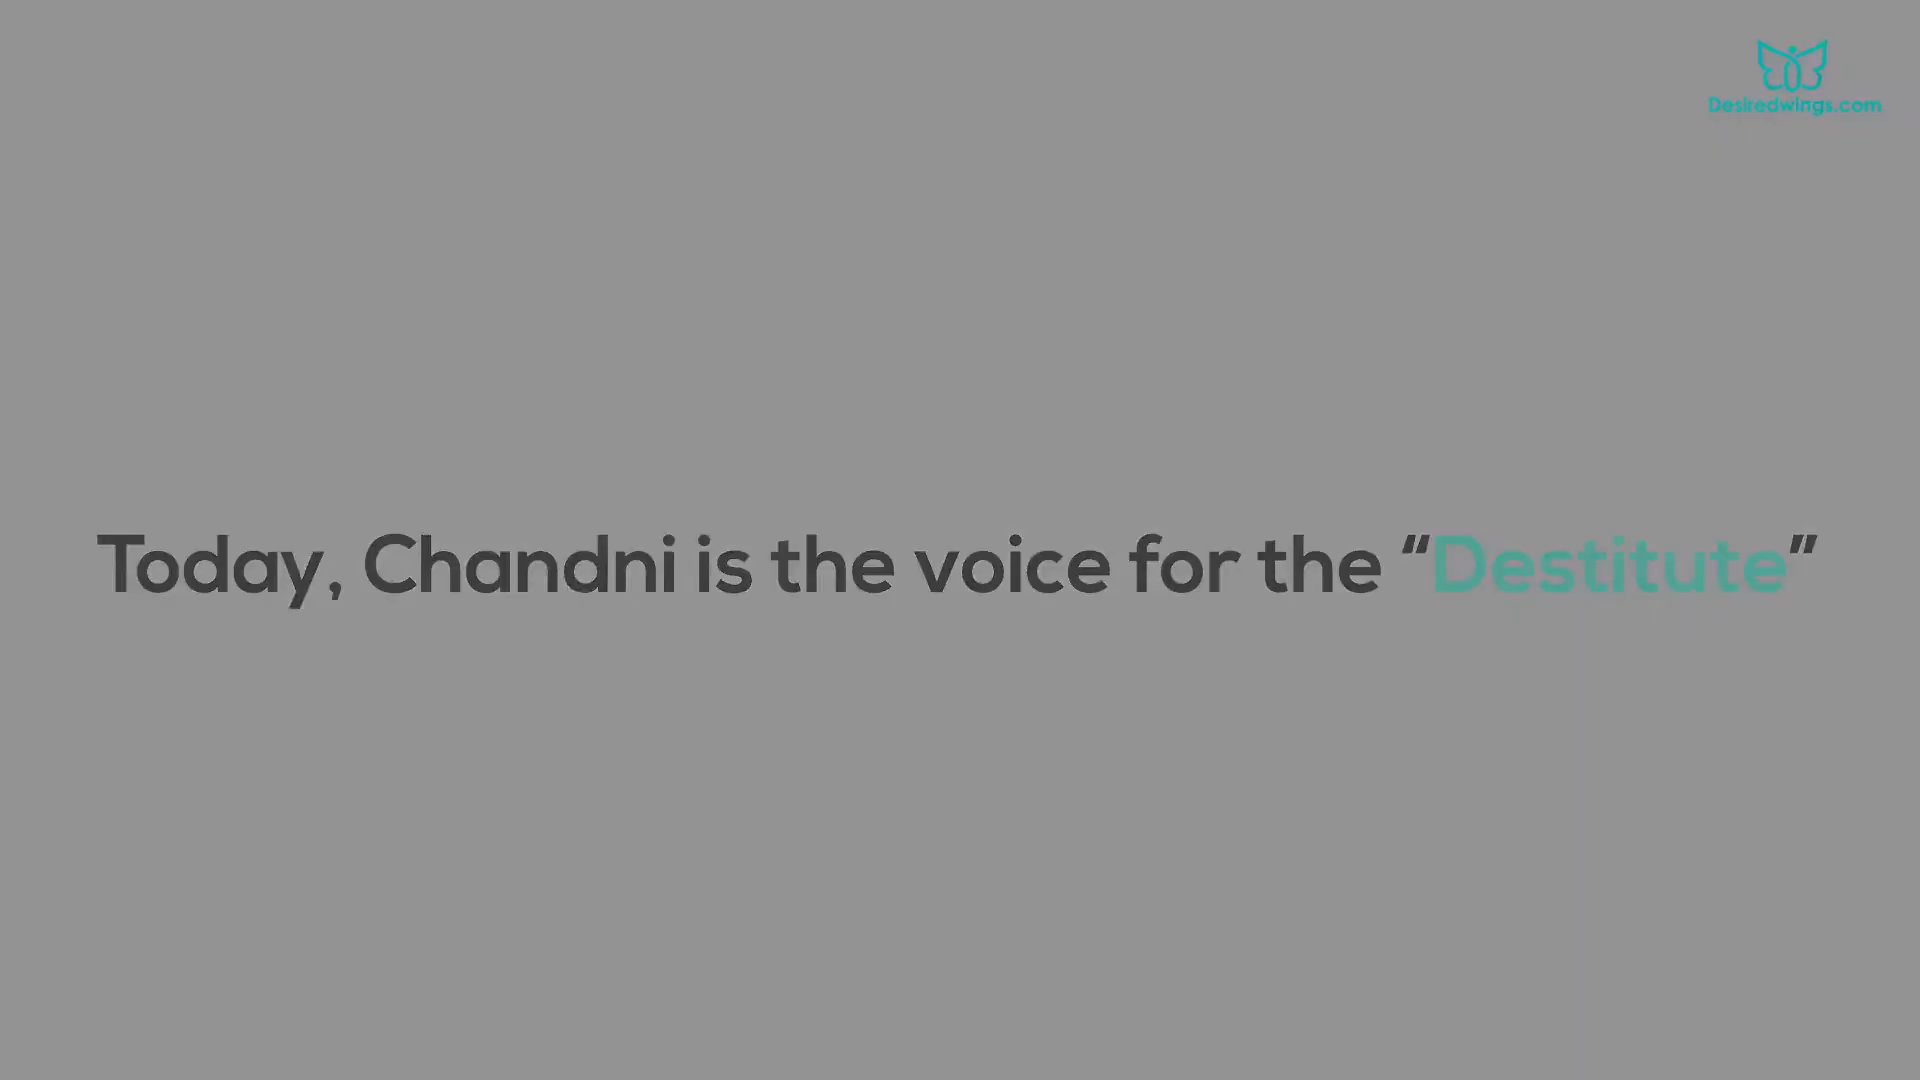 Desiredwings.com
Today, Chandni is the voice for the “Destitute”